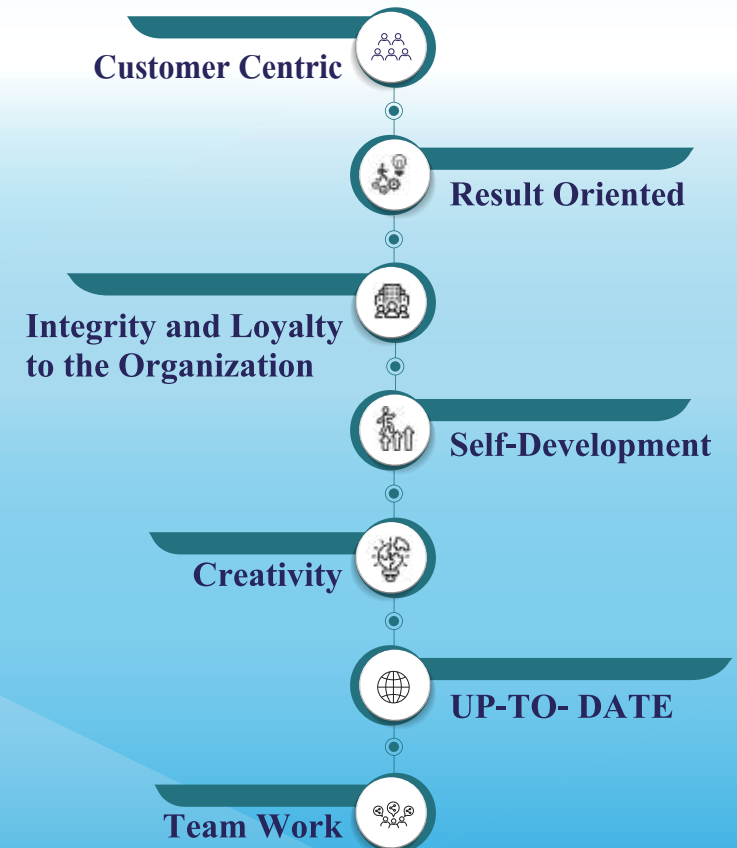 Customer Centric
Result Oriented
Integrity and Loyalty
to the Organization
Self-Development
Creativity
UP-TO- DATE
Team Work